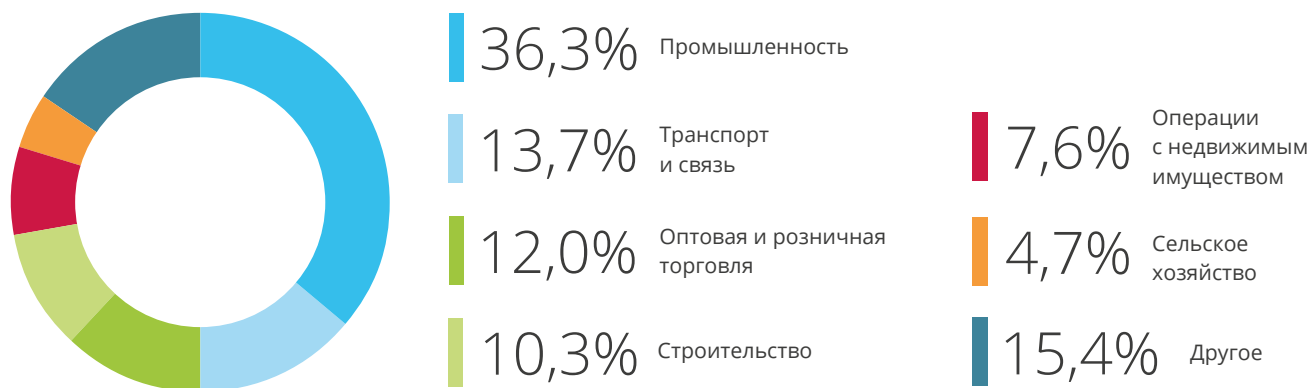 36,3%
Промышленность
13,7%
Транспорт
и связь
12,0%
Оптовая и розничная
торговля
10,3%
Строительство
7,6%
Операции
с недвижимым
имуществом
4,7%
Сельское
хозяйство
15,4%
Другое